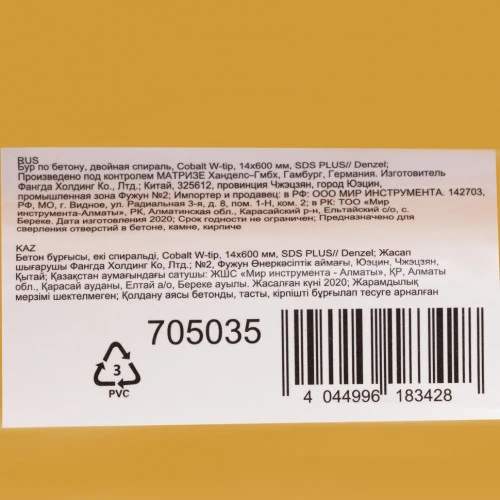 RUS
Бур по бетону, двойная спираль, Cobalt W-tip, 14x600 мм, SDS PLUS// Denzel;
Произведено под контролем МАТРИЗЕ Ханделс–Гмбх, Гамбург, Германия. Изготовитель
Фангда Холдинг Ко., Лтд.; Китай, 325612, провинция Чжэцзян, город Юэцин,
промышленная зона Фужун №2; Импортер и продавец: в РФ: ООО МИР ИНСТРУМЕНТА. 142703,
РФ, МО, г. Видное, ул. Радиальная 3-я, д. 8, пом. 1-Н, ком. 2; в РК: ТОО «Мир
инструмента-Алматы», РК, Алматинская обл., Карасайский р-н, Ельтайский с/о, с.
Береке. Дата изготовления 2020; Срок годности не ограничен; Предназначено для
сверления отверстий в бетоне, камне, кирпиче
KAZ
Бетон бұрғысы, екі спиральді, Cobalt W-tip, 14x600 мм, SDS PLUS// Denzel; Жасап
шығарушы Фангда Холдинг Ко, Лтд.; №2, Фужун Өнеркәсіптік аймағы, Юэцин, Чжэцзян,
Қытай; Қазақстан аумағындағы сатушы: ЖШС «Мир инструмента - Алматы», ҚР, Алматы
обл., Қарасай ауданы, Елтай а/о, Береке ауылы. Жасалған күні 2020; Жарамдылық
мерзімі шектелмеген; Қолдану аясы бетонды, тасты, кірпішті бұрғылап тесуге арналған
705035
3
PVC
4 044996 183428